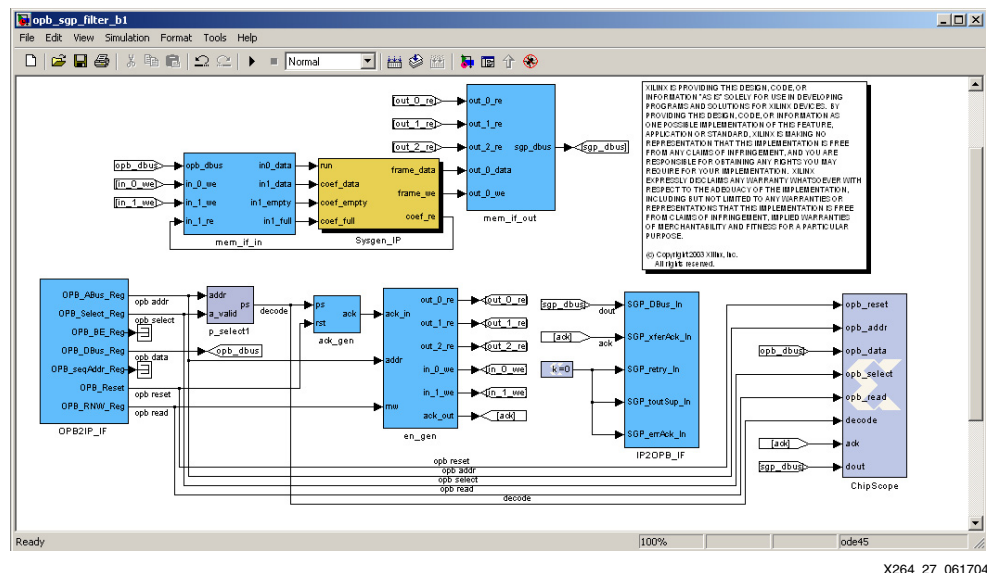 opb_sgp_filter_b1
File Edit View Simulation Format Tools Help
Normal
out_0_re
out_1_re
out_2_re
out_0_re
out_1_re
out_2_re
out_0_data
out_0_we
sgp_dbus
sgp_dbus
mem_if_out
opb_dbus
in_0_we
in_1_we
opb_dbus
in_0_we
in_1_we
in_1_re
in0_data
in1_data
in1_empty
in1_full
mem_if_in
run
coef_data
coef_empty
coef_full
frame_data
frame_we
coef_re
Sysgen_IP
XILINX IS PROVIDING THIS DESIGN, CODE, OR
INFORMATION "AS IS" SOLELY FOR USE IN DEVELOPING
PROGRAMS AND SOLUTIONS FOR XILINX DEVICES. BY
PROVIDING THIS DESIGN, CODE, OR INFORMATION AS
ONE POSSIBLE IMPLEMENTATION OF THIS FEATURE,
APPLICATION OR STANDARD, XILINX IS MAKING NO
REPRESENTATION THAT THIS IMPLEMENTATION IS FREE
FROM ANY CLAIMS OF INFRINGEMENT, AND YOU ARE
RESPONSIBLE FOR OBTAINING ANY RIGHTS YOU MAY
REQUIRE FOR YOUR IMPLEMENTATION. XILINX
EXPRESSLY DISCLAIMS ANY WARRANTY WHATSOEVER WITH
RESPECT TO THE ADEQUACY OF THE IMPLEMENTATION,
INCLUDING BUT NOT LIMITED TO ANY WARRANTIES OR
REPRESENTATIONS THAT THIS IMPLEMENTATION IS FREE
FROM CLAIMS OF INFRINGEMENT, IMPLIED WARRANTIES
OF MERCHANTABILITY AND FITNESS FOR A PARTICULAR
PURPOSE.
(c) Copyright 2003 Xilinx, Inc.
All rights reserved.
OPB_ABus_Reg
OPB_Select_Reg
OPB_BE_Reg
OPB_DBus_Reg
OPB_seqAddr_Reg
OPB_Reset
OPB_RNW_Reg
OPB2IP_IF
opb addr
opb select
opb data
opb reset
opb read
opb_dbus
addr
a_valid
ps
p_select1
decode
ps
rst
ack
ack_gen
ack_in
addr
rnw
out_0_re
out_1_re
out_2_re
in_0_we
in_1_we
ack_out
en_gen
out_0_re
out_1_re
out_2_re
in_0_we
in_1_we
ack
sgp_dbus
dout
ack
ack
k=0
SGP_DBus_In
SGP_xferAck_In
SGP_retry_In
SGP_toutSup_In
SGP_errAck_In
IP2OPB_IF
opb_dbus
ack
sgp_dbus
opb_reset
opb_addr
opb_data
opb_select
opb_read
decode
ack
dout
ChipScope
opb reset
opb addr
opb select
opb read
decode
Ready
100%
ode45
X264_27_061704